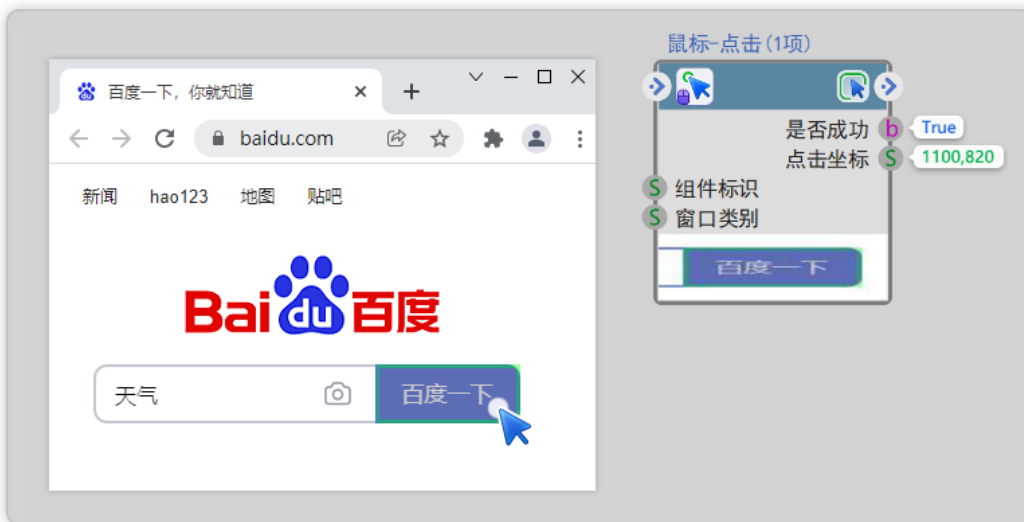 鼠标-点击(1项)
百度一下，你就知道
baidu.com
新闻 hao123 地图 贴吧
Bai du 百度
天气 百度一下
是否成功 b True
点击坐标 S 1100,820
S 组件标识
S 窗口类别
百度一下